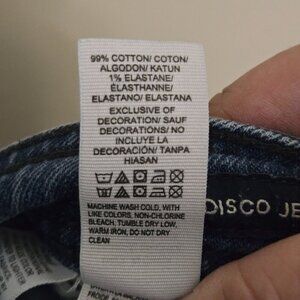 99% COTTON/ COTON/
ALGODON/ KATUN
1% ELASTANE/
ÉLASTHANNE/
ELASTANO/ ELASTANA
EXCLUSIVE OF
DECORATION/ SAUF
DECORATION/ NO
INCLUYE LA
DECORACIÓN/ TANPA
HIASAN
MACHINE WASH COLD, WITH
LIKE COLORS, NON-CHLORINE
BLEACH, TUMBLE DRY LOW,
WARM IRON, DO NOT DRY
CLEAN
DISCO JE